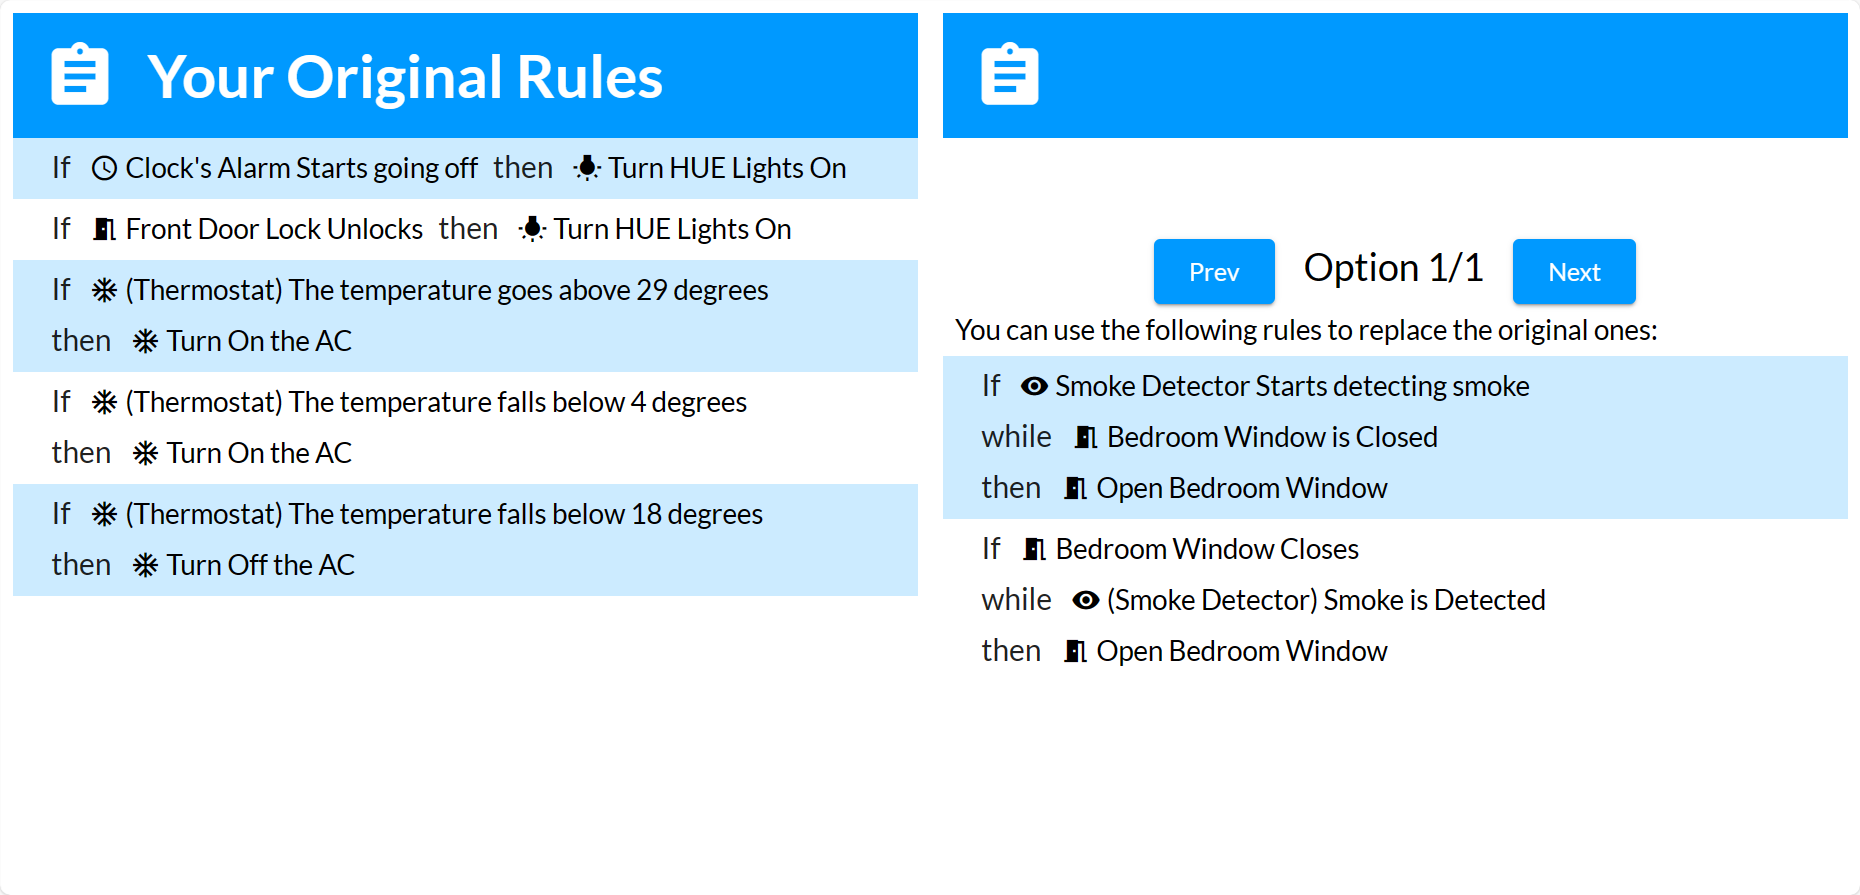 Your Original Rules
If Clock's Alarm Starts going off then Turn HUE Lights On
If Front Door Lock Unlocks then Turn HUE Lights On
If (Thermostat) The temperature goes above 29 degrees
then Turn On the AC
If (Thermostat) The temperature falls below 4 degrees
then Turn On the AC
If (Thermostat) The temperature falls below 18 degrees
then Turn Off the AC
Prev Option 1/1 Next
You can use the following rules to replace the original ones:
If Smoke Detector Starts detecting smoke
while Bedroom Window is Closed
then Open Bedroom Window
If Bedroom Window Closes
while (Smoke Detector) Smoke is Detected
then Open Bedroom Window